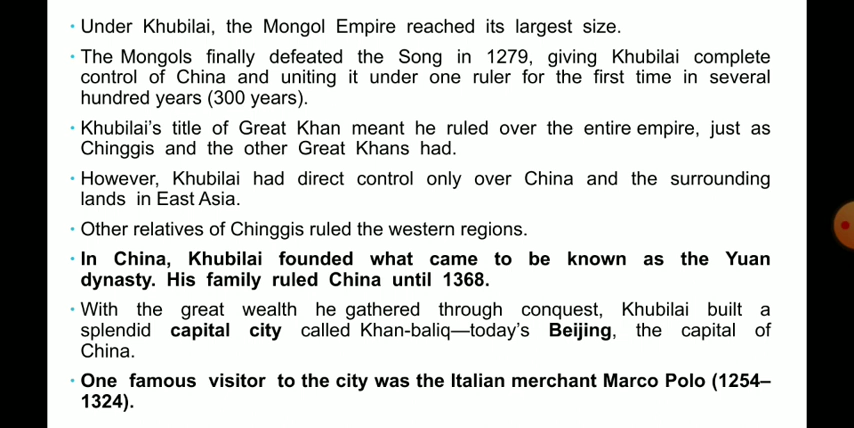 • Under Khubilai, the Mongol Empire reached its largest size.
• The Mongols finally defeated the Song in 1279, giving Khubilai complete
control of China and uniting it under one ruler for the first time in several
hundred years (300 years).
• Khubilai's title of Great Khan meant he ruled over the entire empire, just as
Chinggis and the other Great Khans had.
• However, Khubilai had direct control only over China and the surrounding
lands in East Asia.
• Other relatives of Chinggis ruled the western regions.
• In China, Khubilai founded what came to be known as the Yuan
dynasty. His family ruled China until 1368.
• With the great wealth he gathered through conquest, Khubilai built a
splendid capital city called Khan-baliq—today's Beijing, the capital of
China.
• One famous visitor to the city was the Italian merchant Marco Polo (1254–
1324).